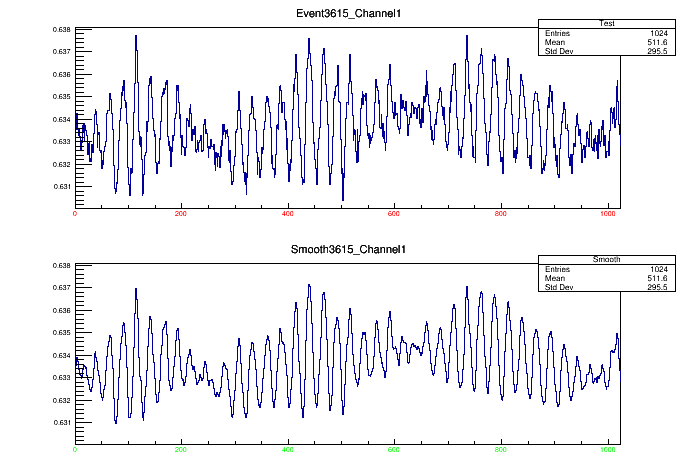 Event3615_Channel1
Test
Entries 1024
Mean 511.6
Std Dev 295.5
0.638
0.637
0.636
0.635
0.634
0.633
0.632
0.631
0 200 400 600 800 1000
Smooth3615_Channel1
Smooth
Entries 1024
Mean 511.6
Std Dev 295.5
0.638
0.637
0.636
0.635
0.634
0.633
0.632
0.631
0 200 400 600 800 1000